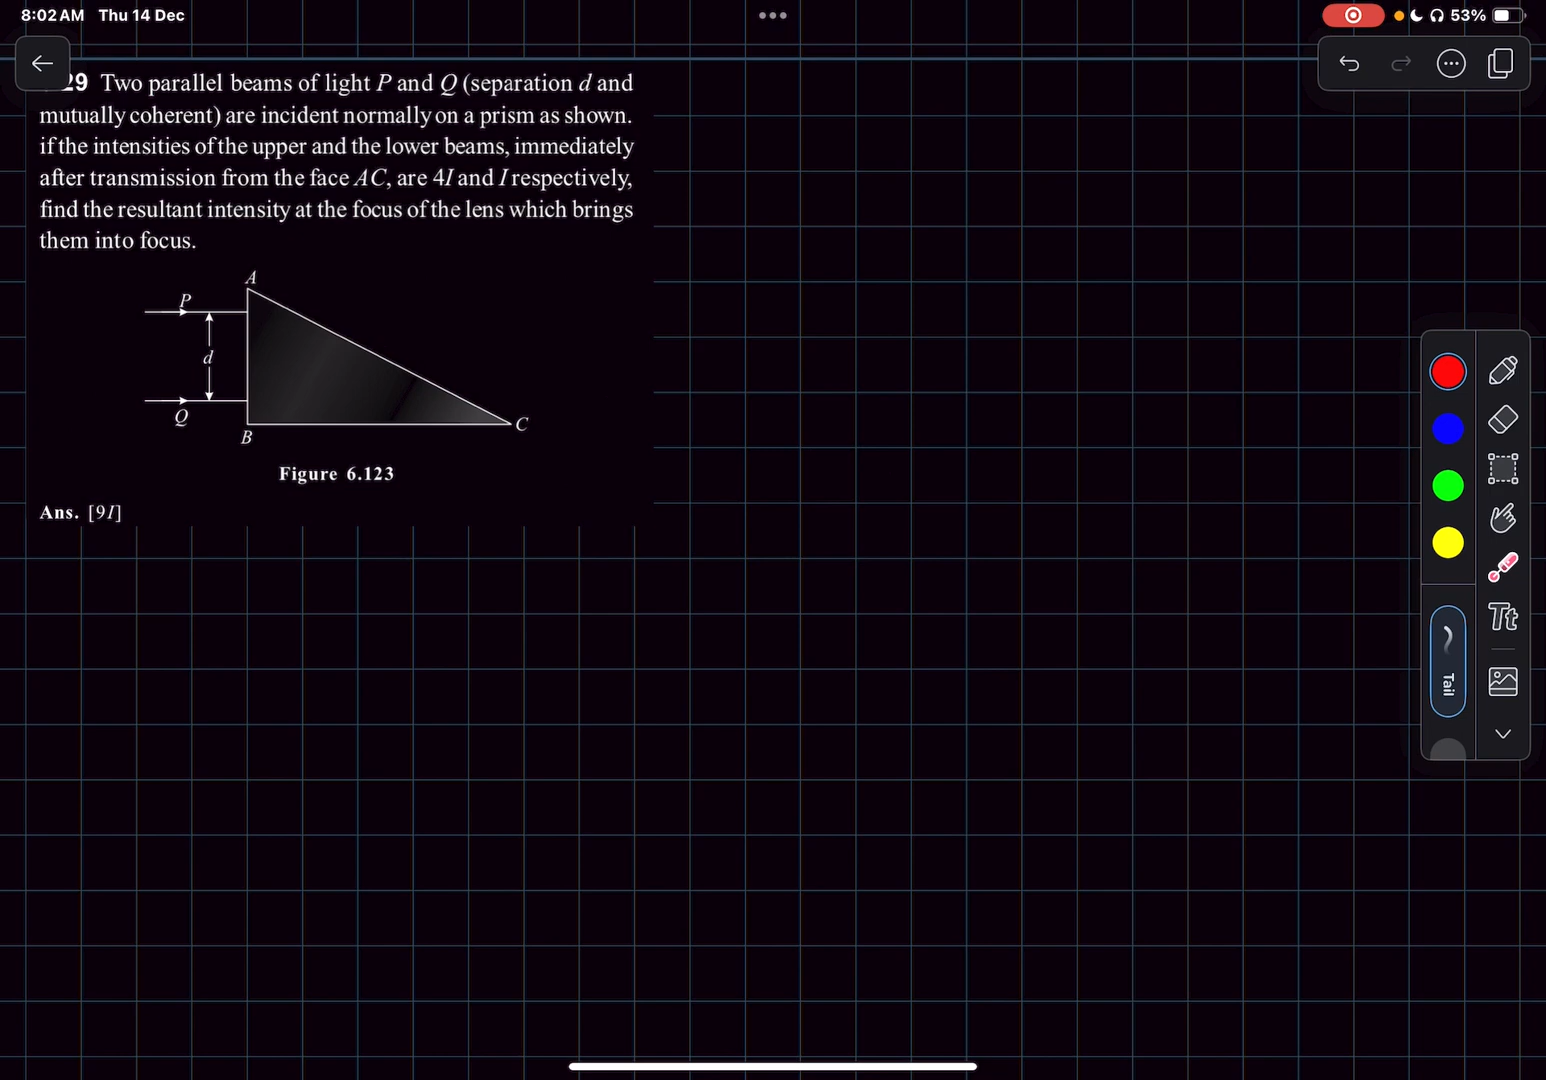 8:02 AM Thu 14 Dec
53%
29 Two parallel beams of light P and Q (separation d and
mutually coherent) are incident normally on a prism as shown.
if the intensities of the upper and the lower beams, immediately
after transmission from the face AC, are 4I and I respectively,
find the resultant intensity at the focus of the lens which brings
them into focus.
A
P
d
Q
B
C
Figure 6.123
Ans. [9I]
Tt
Tail